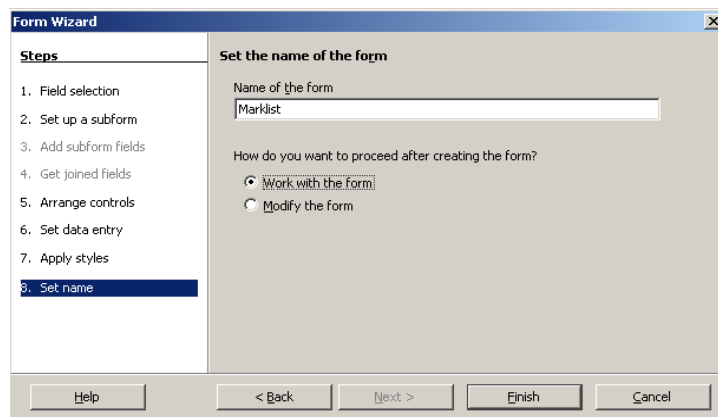 Form Wizard
Steps
1. Field selection
2. Set up a subform
3. Add subform fields
4. Get joined fields
5. Arrange controls
6. Set data entry
7. Apply styles
8. Set name
Set the name of the form
Name of the form
Marklist
How do you want to proceed after creating the form?
Work with the form
Modify the form
Help
< Back
Next >
Finish
Cancel